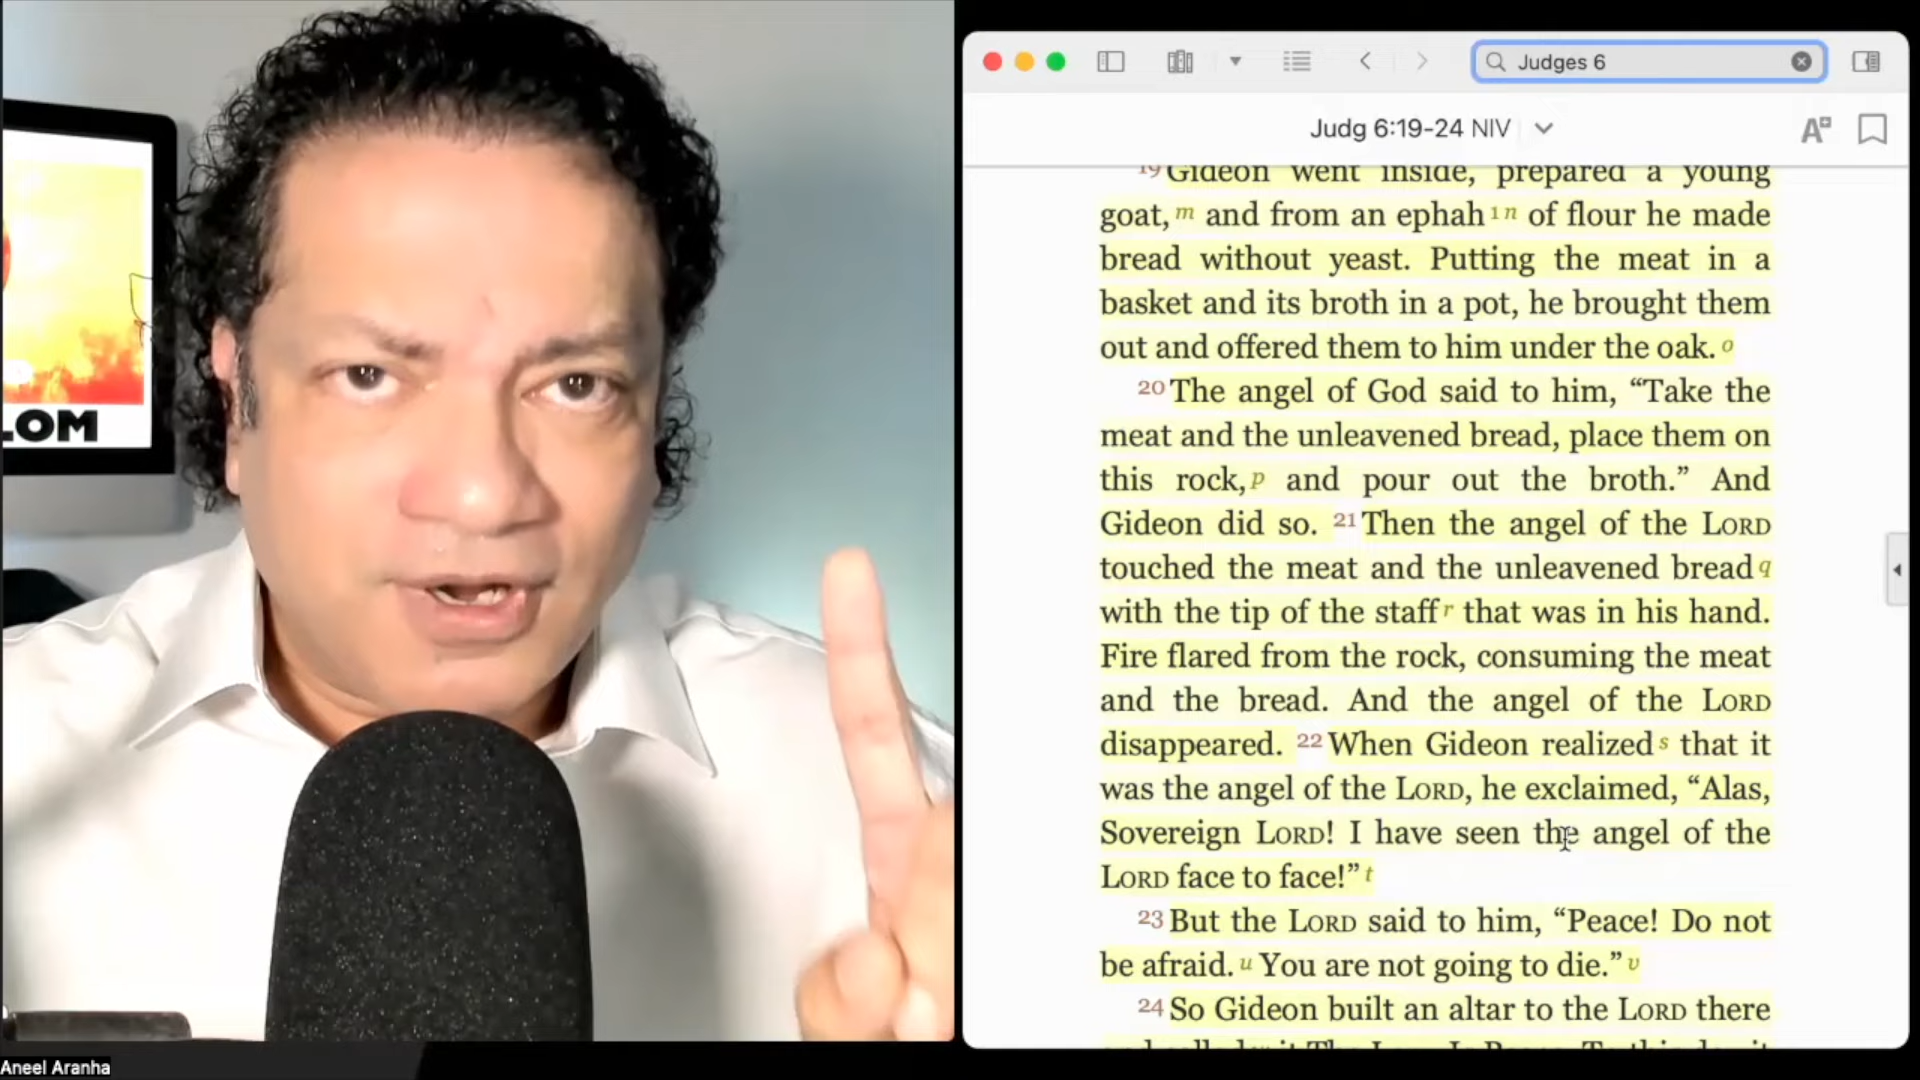 .OM
Aneel Aranha
Judges 6
Judg 6:19-24 NIV
19 Gideon went inside, prepared a young
goat, m and from an ephah 1 n of flour he made
bread without yeast. Putting the meat in a
basket and its broth in a pot, he brought them
out and offered them to him under the oak. o
20 The angel of God said to him, “Take the
meat and the unleavened bread, place them on
this rock, p and pour out the broth.” And
Gideon did so. 21 Then the angel of the LORD
touched the meat and the unleavened bread q
with the tip of the staff r that was in his hand.
Fire flared from the rock, consuming the meat
and the bread. And the angel of the LORD
disappeared. 22 When Gideon realized s that it
was the angel of the LORD, he exclaimed, “Alas,
Sovereign LORD! I have seen the angel of the
LORD face to face!” t
23 But the LORD said to him, “Peace! Do not
be afraid. u You are not going to die.” v
24 So Gideon built an altar to the LORD there